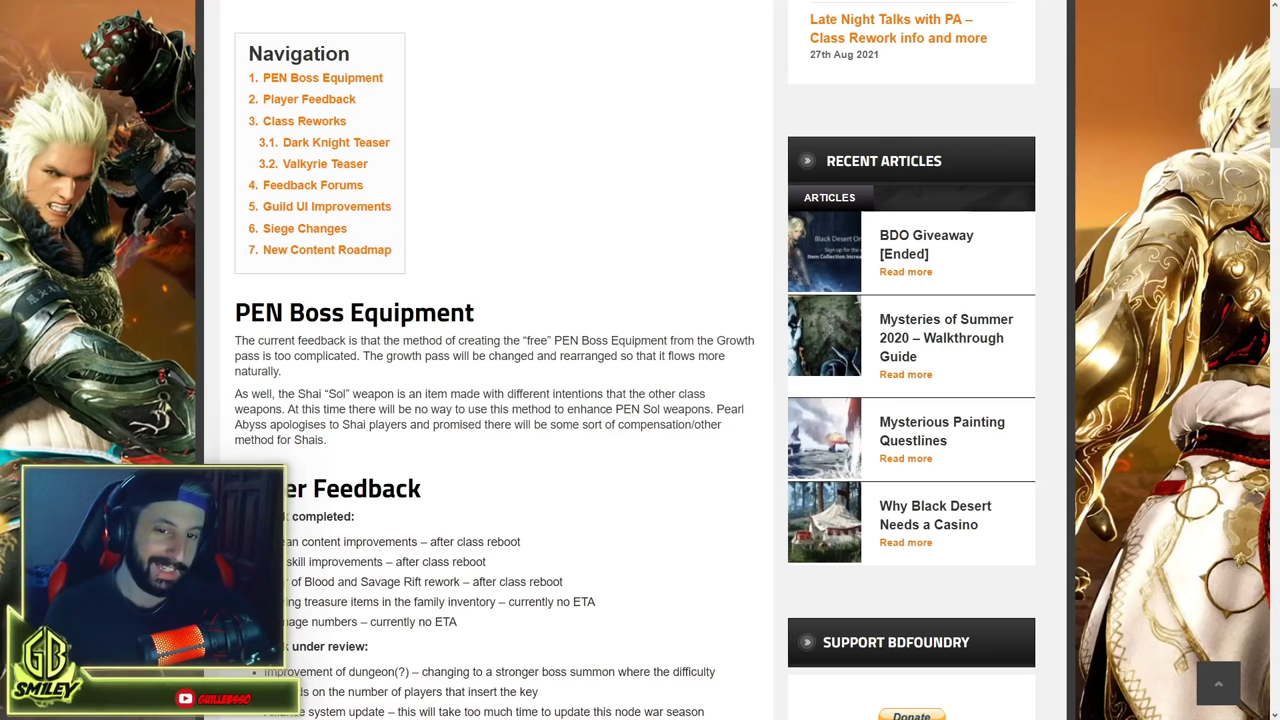 Navigation
1. PEN Boss Equipment
2. Player Feedback
3. Class Reworks
3.1. Dark Knight Teaser
3.2. Valkyrie Teaser
4. Feedback Forums
5. Guild UI Improvements
6. Siege Changes
7. New Content Roadmap
PEN Boss Equipment
The current feedback is that the method of creating the “free” PEN Boss Equipment from the Growth
pass is too complicated. The growth pass will be changed and rearranged so that it flows more
naturally.
As well, the Shai “Sol” weapon is an item made with different intentions that the other class
weapons. At this time there will be no way to use this method to enhance PEN Sol weapons. Pearl
Abyss apologises to Shai players and promised there will be some sort of compensation/other
method for Shais.
Feedback
completed:
content improvements – after class reboot
skill improvements – after class reboot
of Blood and Savage Rift rework – after class reboot
treasure items in the family inventory – currently no ETA
numbers – currently no ETA
under review:
Improvement of dungeon(?) – changing to a stronger boss summon where the difficulty
on the number of players that insert the key
system update – this will take too much time to update this node war season
GB
SMILEY
GUILLEBSSO
Late Night Talks with PA –
Class Rework info and more
27th Aug 2021
RECENT ARTICLES
ARTICLES
BDO Giveaway
[Ended]
Read more
Mysteries of Summer
2020 – Walkthrough
Guide
Read more
Mysterious Painting
Questlines
Read more
Why Black Desert
Needs a Casino
Read more
SUPPORT BDFOUNDRY
Donate